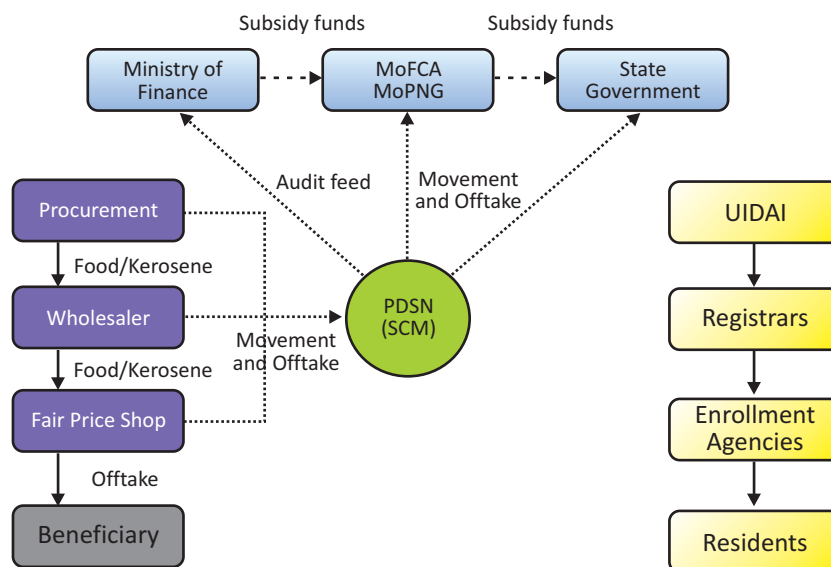 Subsidy funds
Subsidy funds
Ministry of
Finance
MoFCA
MoPNG
State
Government
Audit feed
Movement
and Offtake
Procurement
Food/Kerosene
Wholesaler
Food/Kerosene
Fair Price Shop
Offtake
Beneficiary
Movement
and Offtake
PDSN
(SCM)
UIDAI
Registrars
Enrollment
Agencies
Residents